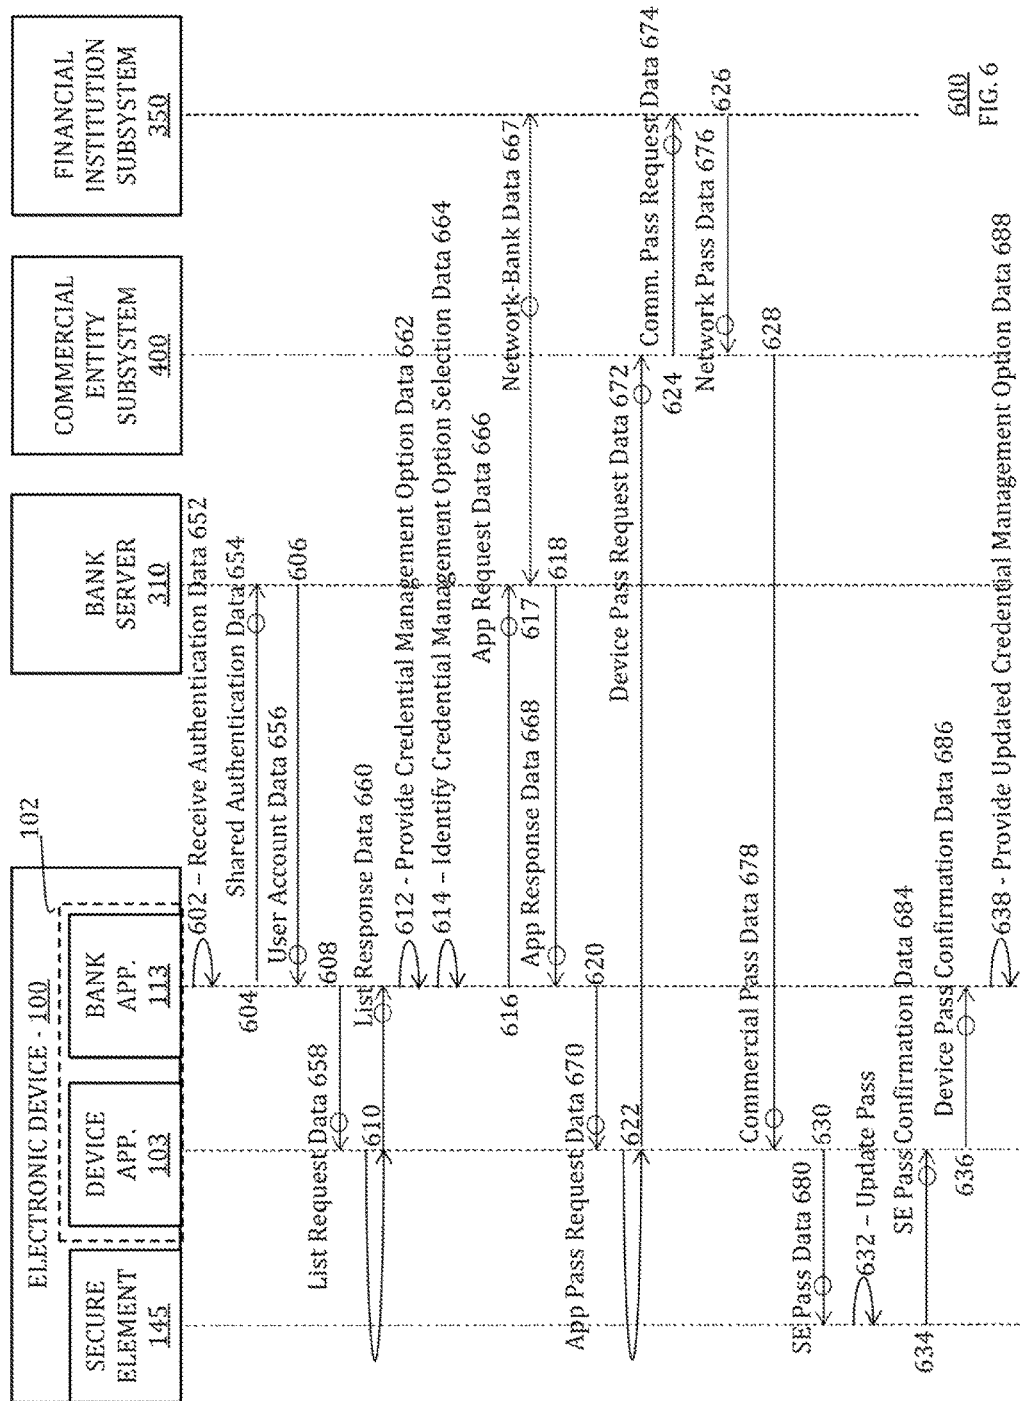 ELECTRONIC DEVICE - 100
102
SECURE
ELEMENT
145
DEVICE
APP.
103
BANK
APP.
113
BANK
SERVER
310
COMMERCIAL
ENTITY
SUBSYSTEM
400
FINANCIAL
INSTITUTION
SUBSYSTEM
350
602 – Receive Authentication Data 652
Shared Authentication Data 654
604
User Account Data 656
606
608
List Request Data 658
List Response Data 660
610
612 - Provide Credential Management Option Data 662
614 – Identify Credential Management Option Selection Data 664
App Request Data 666
616
Network-Bank Data 667
617
App Response Data 668
618
620
App Pass Request Data 670
622
Device Pass Request Data 672
Comm. Pass Request Data 674
624
Network Pass Data 676
626
628
Commercial Pass Data 678
630
SE Pass Data 680
632 – Update Pass
SE Pass Confirmation Data 684
634
Device Pass Confirmation Data 686
636
638 - Provide Updated Credential Management Option Data 688
600
FIG. 6